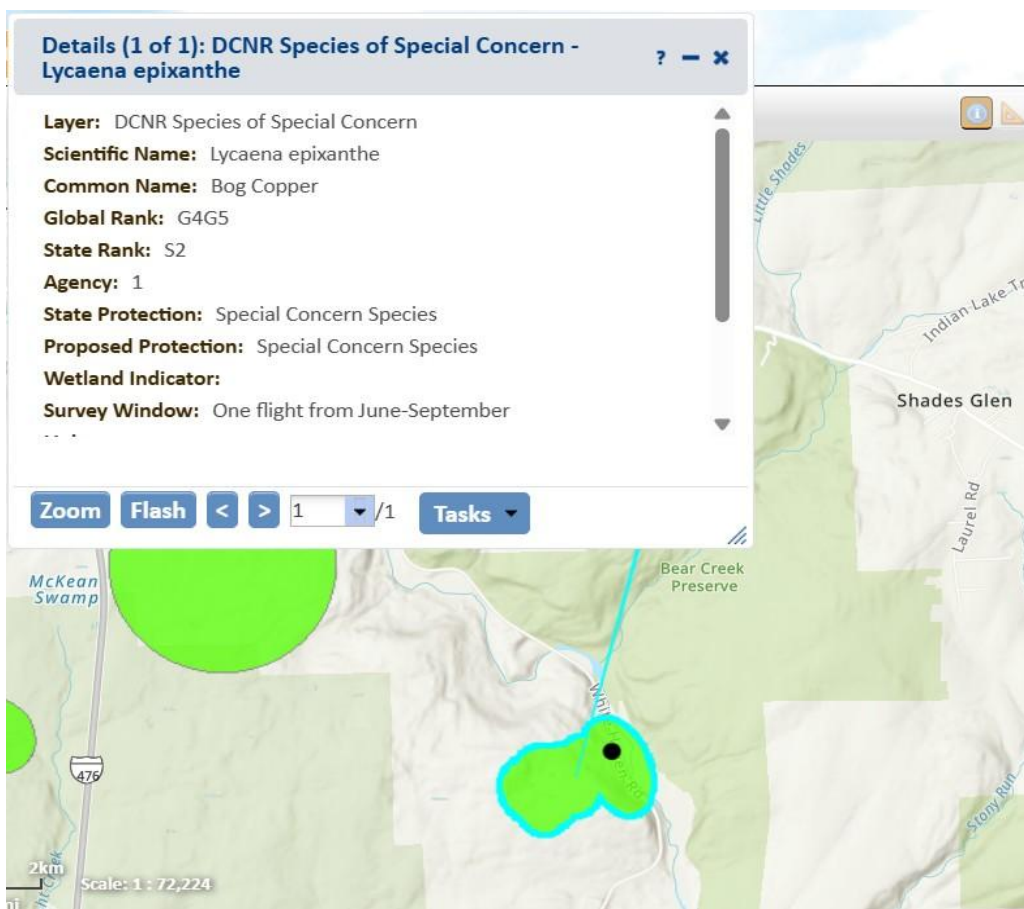 Details (1 of 1): DCNR Species of Special Concern -
Lycaena epixanthe
?
Layer: DCNR Species of Special Concern
Scientific Name: Lycaena epixanthe
Common Name: Bog Copper
Global Rank: G4G5
State Rank: S2
Agency: 1
State Protection: Special Concern Species
Proposed Protection: Special Concern Species
Wetland Indicator:
Survey Window: One flight from June-September
Zoom Flash < > 1 /1 Tasks
Little Shades
Indian Lake
Shades Glen
Laurel Rd
Bear Creek
Preserve
McKean
Swamp
476
Stony Run
2km
Scale: 1 : 72,224